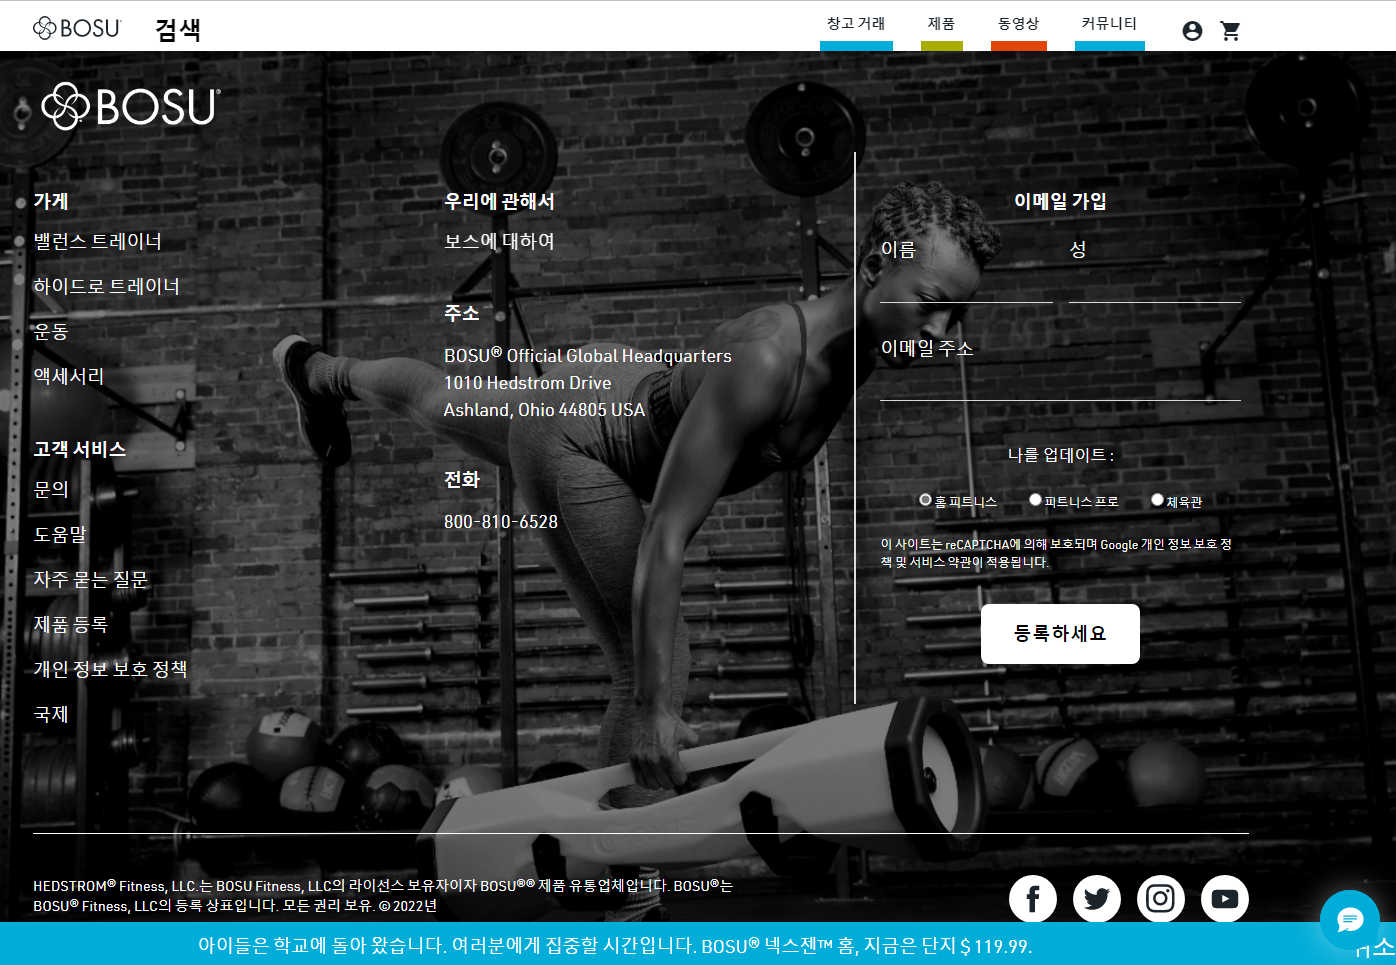 BOSU
검색
창고 거래
제품
동영상
커뮤니티
BOSU®
가게
밸런스 트레이너
하이드로 트레이너
운동
액세서리
고객 서비스
문의
도움말
자주 묻는 질문
제품 등록
개인 정보 보호 정책
국제
우리에 관해서
보스에 대하여
주소
BOSU® Official Global Headquarters
1010 Hedstrom Drive
Ashland, Ohio 44805 USA
전화
800-810-6528
이메일 가입
이름
성
이메일 주소
나를 업데이트 :
홈 피트니스
피트니스 프로
체육관
이 사이트는 reCAPTCHA에 의해 보호되며 Google 개인 정보 보호 정
책 및 서비스 약관이 적용됩니다.
등록하세요
HEDSTROM® Fitness, LLC.는 BOSU Fitness, LLC의 라이선스 보유자이자 BOSU®® 제품 유통업체입니다. BOSU®는
BOSU® Fitness, LLC의 등록 상표입니다. 모든 권리 보유. © 2022년
아이들은 학교에 돌아 왔습니다. 여러분에게 집중할 시간입니다. BOSU® 넥스젠™ 홈, 지금은 단지 $ 119.99.